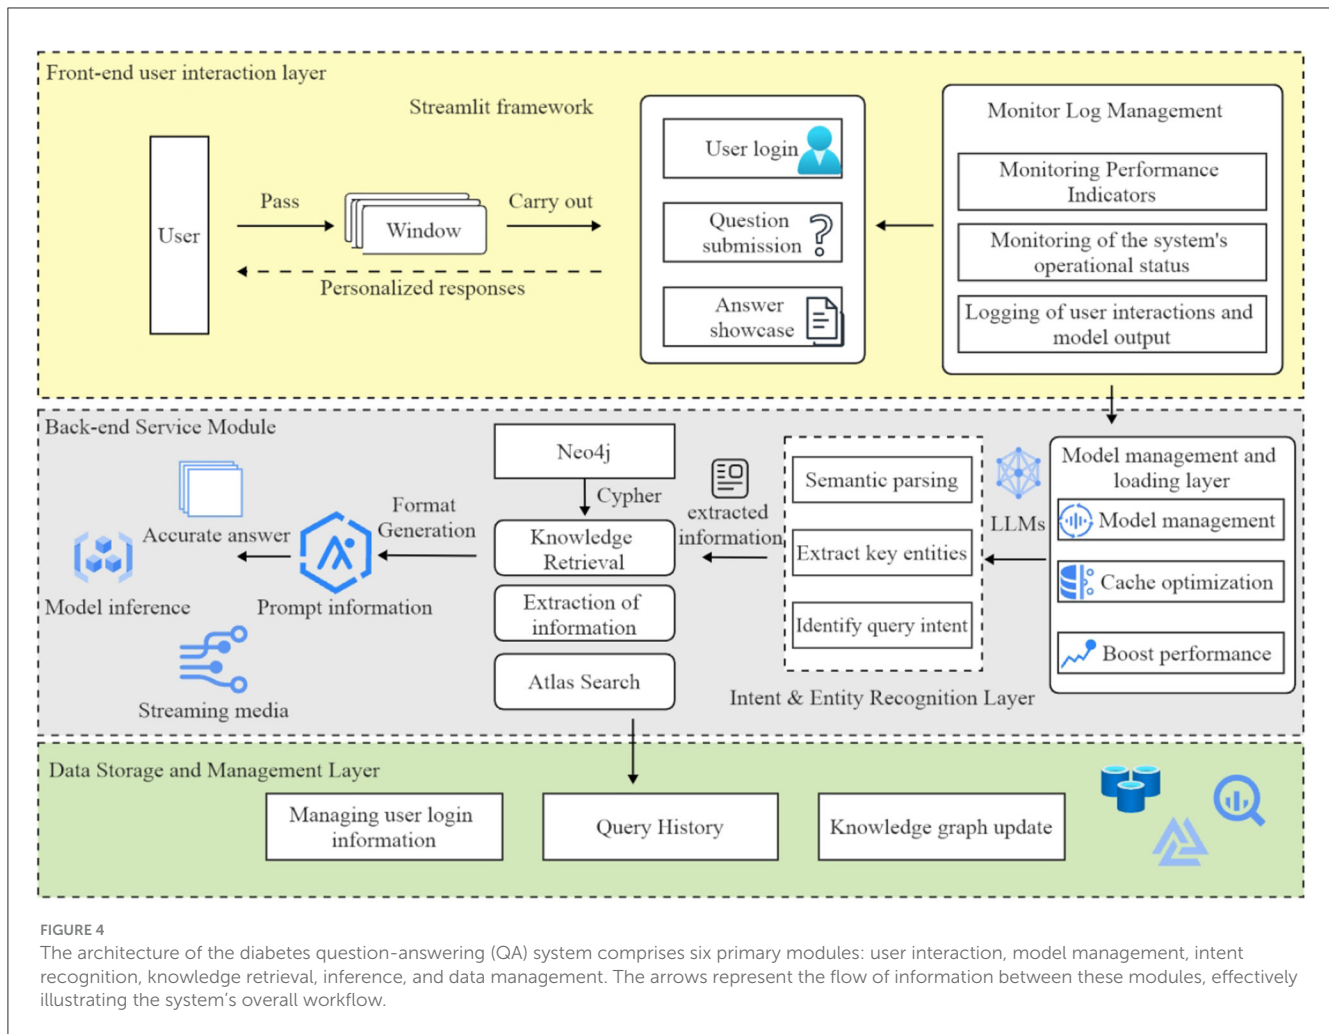 Front-end user interaction layer
Streamlit framework
User
Pass
Window
Carry out
Personalized responses
User login
Question
submission
Answer
showcase
Monitor Log Management
Monitoring Performance
Indicators
Monitoring of the system's
operational status
Logging of user interactions and
model output
Back-end Service Module
Accurate answer
Model inference
Streaming media
Prompt information
Format
Generation
Neo4j
Cypher
Knowledge
Retrieval
Extraction of
information
Atlas Search
extracted
information
Semantic parsing
Extract key entities
Identify query intent
Intent & Entity Recognition Layer
LLMs
Model management and
loading layer
Model management
Cache optimization
Boost performance
Data Storage and Management Layer
Managing user login
information
Query History
Knowledge graph update
FIGURE 4
The architecture of the diabetes question-answering (QA) system comprises six primary modules: user interaction, model management, intent
recognition, knowledge retrieval, inference, and data management. The arrows represent the flow of information between these modules, effectively
illustrating the system's overall workflow.